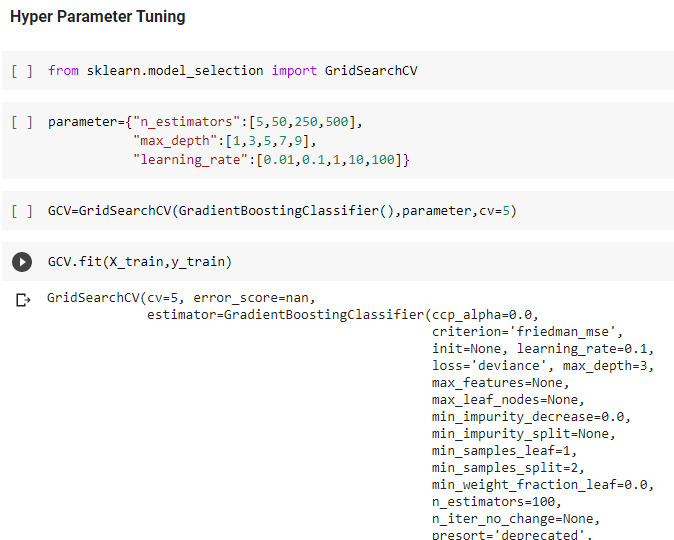 Hyper Parameter Tuning
[ ] from sklearn.model_selection import GridSearchCV
[ ] parameter={"n_estimators":[5,50,250,500],
"max_depth":[1,3,5,7,9],
"learning_rate":[0.01,0.1,1,10,100]}
[ ] GCV=GridSearchCV(GradientBoostingClassifier(),parameter,cv=5)
GCV.fit(X_train,y_train)
GridSearchCV(cv=5, error_score=nan,
estimator=GradientBoostingClassifier(ccp_alpha=0.0,
criterion='friedman_mse',
init=None, learning_rate=0.1,
loss='deviance', max_depth=3,
max_features=None,
max_leaf_nodes=None,
min_impurity_decrease=0.0,
min_impurity_split=None,
min_samples_leaf=1,
min_samples_split=2,
min_weight_fraction_leaf=0.0,
n_estimators=100,
n_iter_no_change=None,
presort='deprecated',